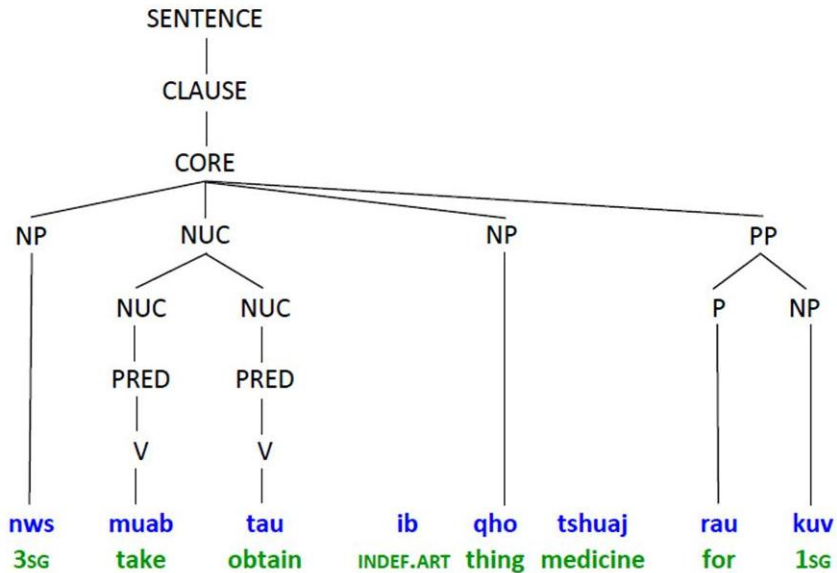 SENTENCE
CLAUSE
CORE
NP NUC NP PP
NUC NUC P NP
PRED PRED
V V
nws muab tau ib qho tshuaj rau kuv
3SG take obtain INDEF.ART thing medicine for 1SG